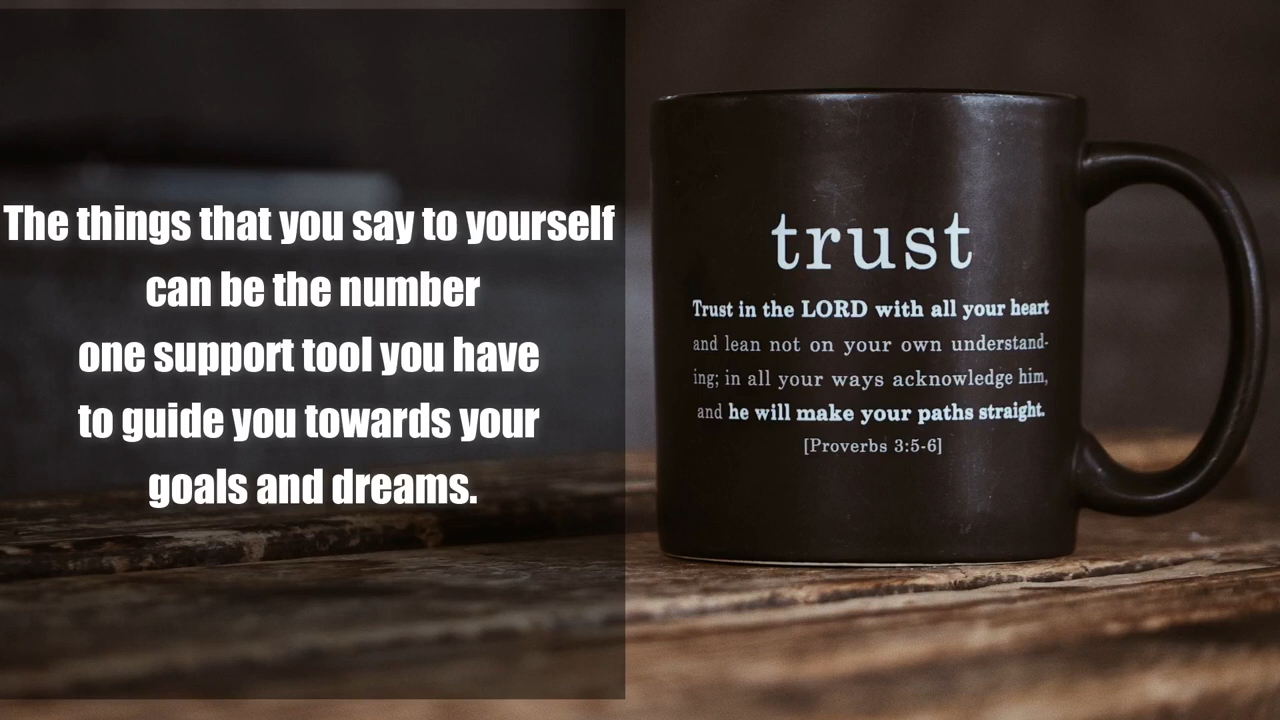 The things that you say to yourself
can be the number
one support tool you have
to guide you towards your
goals and dreams.
trust
Trust in the LORD with all your heart
and lean not on your own understand-
ing; in all your ways acknowledge him,
and he will make your paths straight.
[Proverbs 3:5-6]